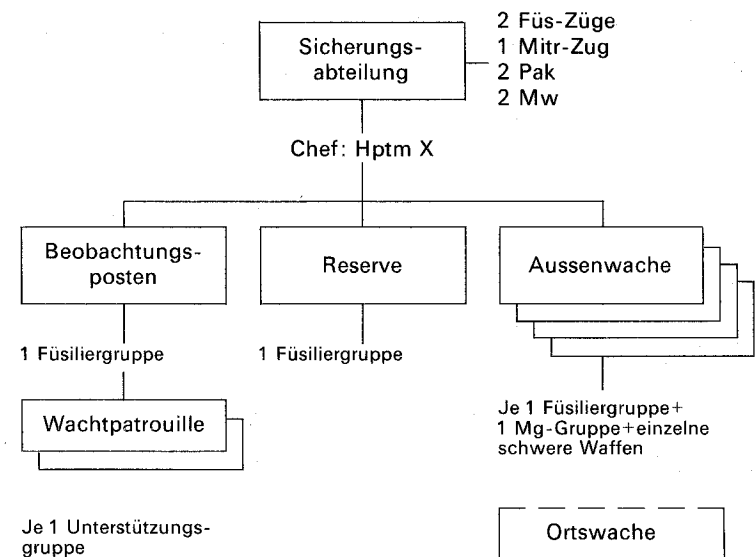 Sicherungs-
abteilung
2 Füs-Züge
1 Mitr-Zug
2 Pak
2 Mw
Chef: Hptm X
Beobachtungs-
posten
Reserve
Aussenwache
1 Füsiliergruppe
1 Füsiliergruppe
Wachtpatrouille
Je 1 Füsiliergruppe+
1 Mg-Gruppe+einzelne
schwere Waffen
Je 1 Unterstützungs-
gruppe
Ortswache